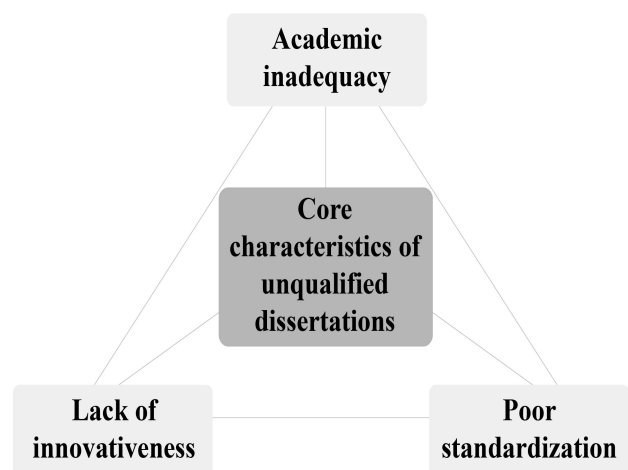 Academic
inadequacy
Core
characteristics of
unqualified
dissertations
Lack of
innovativeness
Poor
standardization